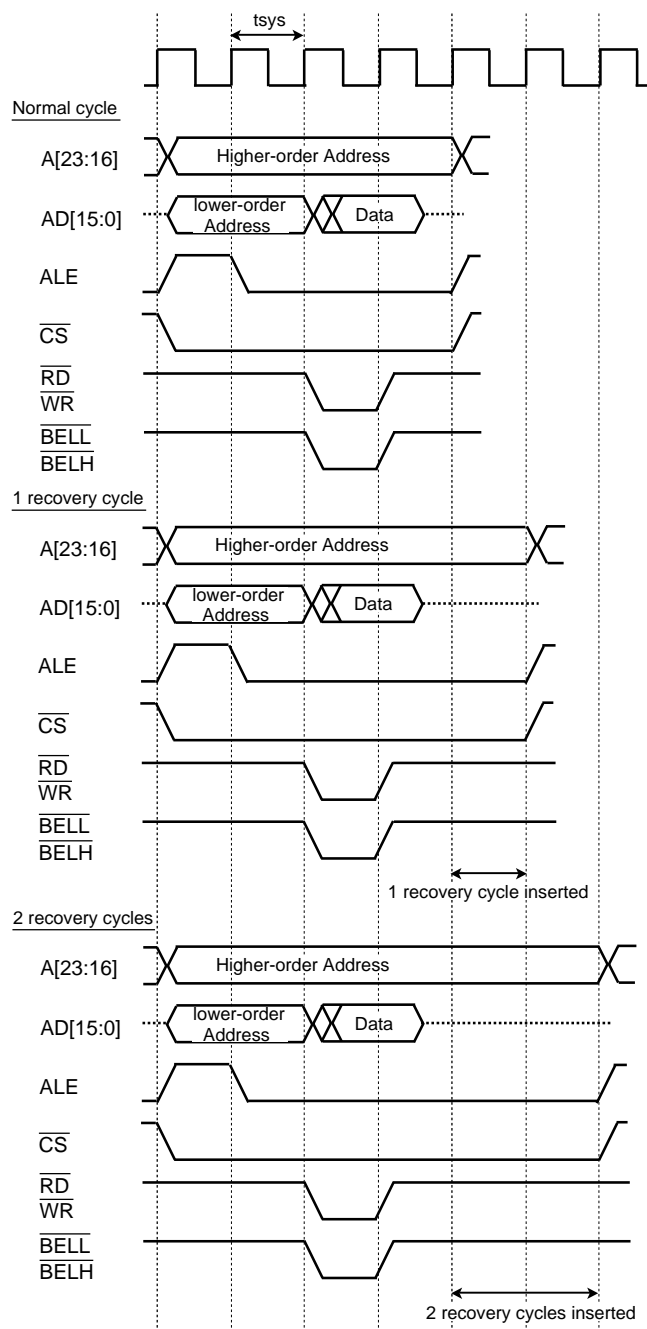 tsys
Normal cycle
A[23:16]
Higher-order Address
AD[15:0]
lower-order
Address
Data
ALE
CS
RD
WR
BELL
BELH
1 recovery cycle
A[23:16]
Higher-order Address
AD[15:0]
lower-order
Address
Data
ALE
CS
RD
WR
BELL
BELH
1 recovery cycle inserted
2 recovery cycles
A[23:16]
Higher-order Address
AD[15:0]
lower-order
Address
Data
ALE
CS
RD
WR
BELL
BELH
2 recovery cycles inserted